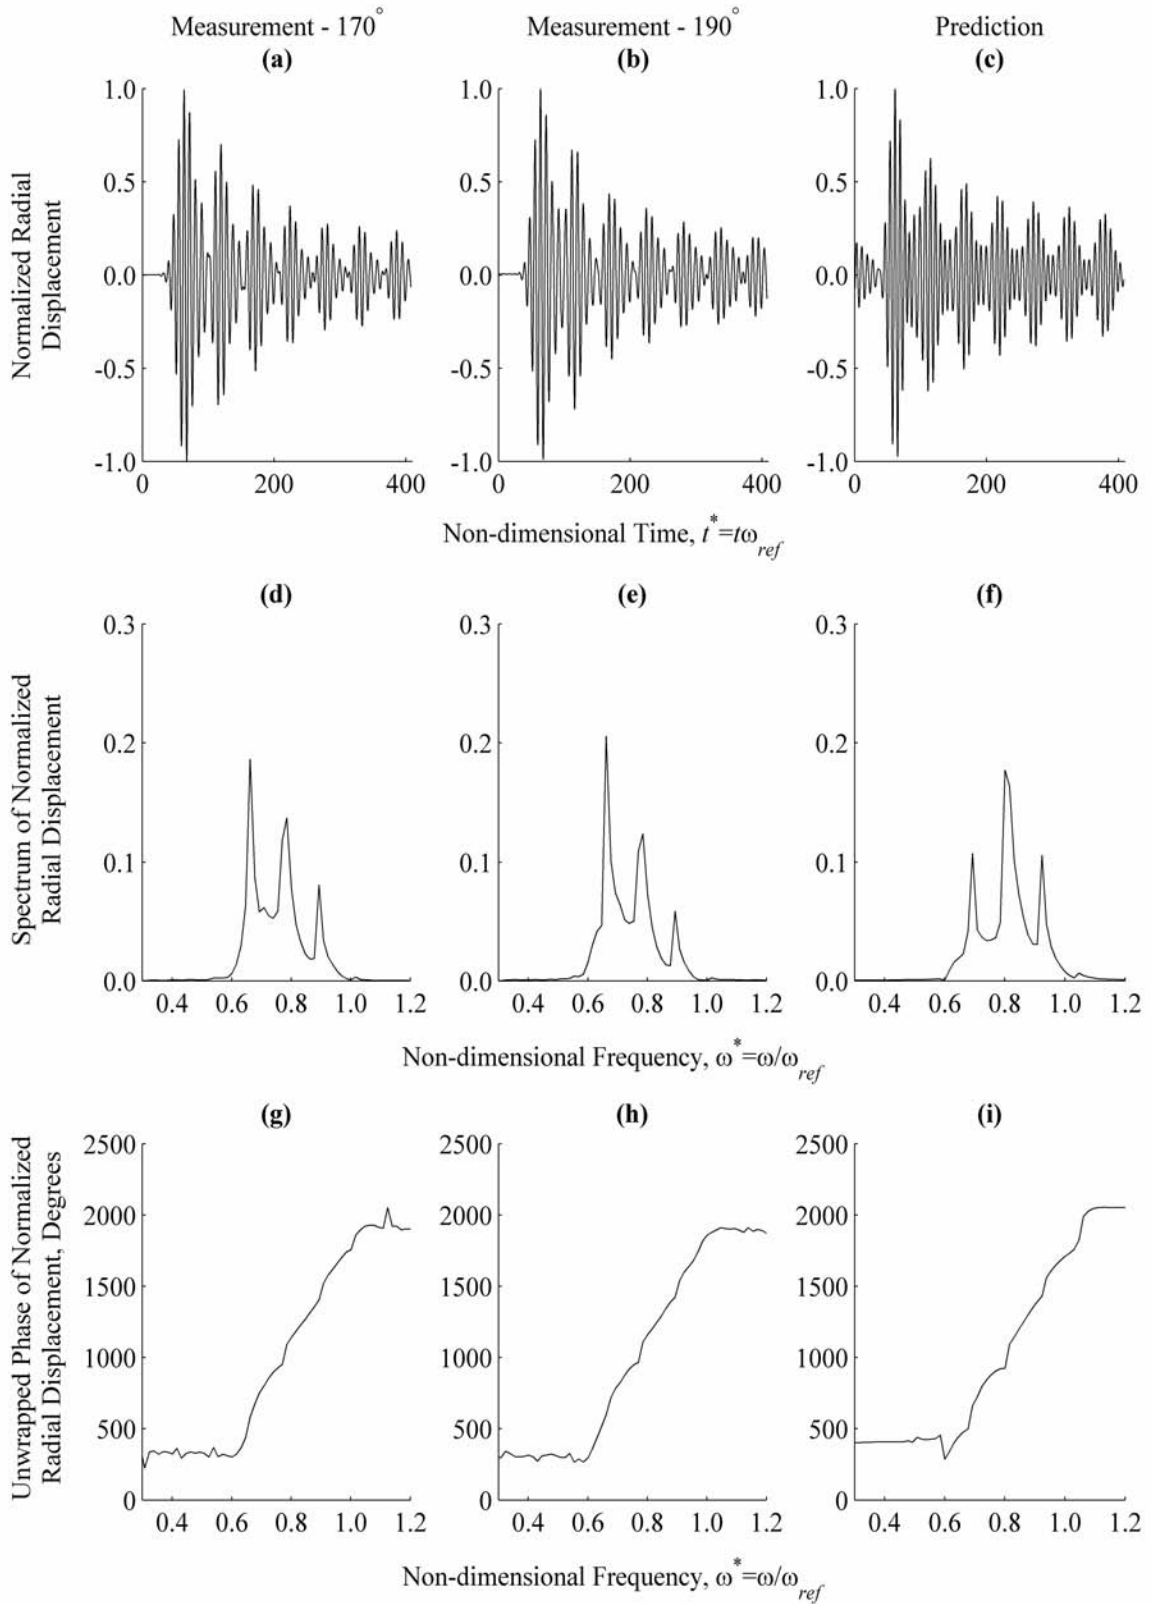 Measurement - 170°
Measurement - 190°
Prediction
(a)
(b)
(c)
Normalized Radial
Displacement
1.0
0.5
0.0
-0.5
-1.0
0
200
400
1.0
0.5
0.0
-0.5
-1.0
0
200
400
1.0
0.5
0.0
-0.5
-1.0
0
200
400
Non-dimensional Time, t*=tω_ref
(d)
(e)
(f)
Spectrum of Normalized
Radial Displacement
0.3
0.2
0.1
0.0
0.4 0.6 0.8 1.0 1.2
0.3
0.2
0.1
0.0
0.4 0.6 0.8 1.0 1.2
0.3
0.2
0.1
0.0
0.4 0.6 0.8 1.0 1.2
Non-dimensional Frequency, ω*=ω/ω_ref
(g)
(h)
(i)
Unwrapped Phase of Normalized
Radial Displacement, Degrees
2500
2000
1500
1000
500
0
0.4 0.6 0.8 1.0 1.2
2500
2000
1500
1000
500
0
0.4 0.6 0.8 1.0 1.2
2500
2000
1500
1000
500
0
0.4 0.6 0.8 1.0 1.2
Non-dimensional Frequency, ω*=ω/ω_ref